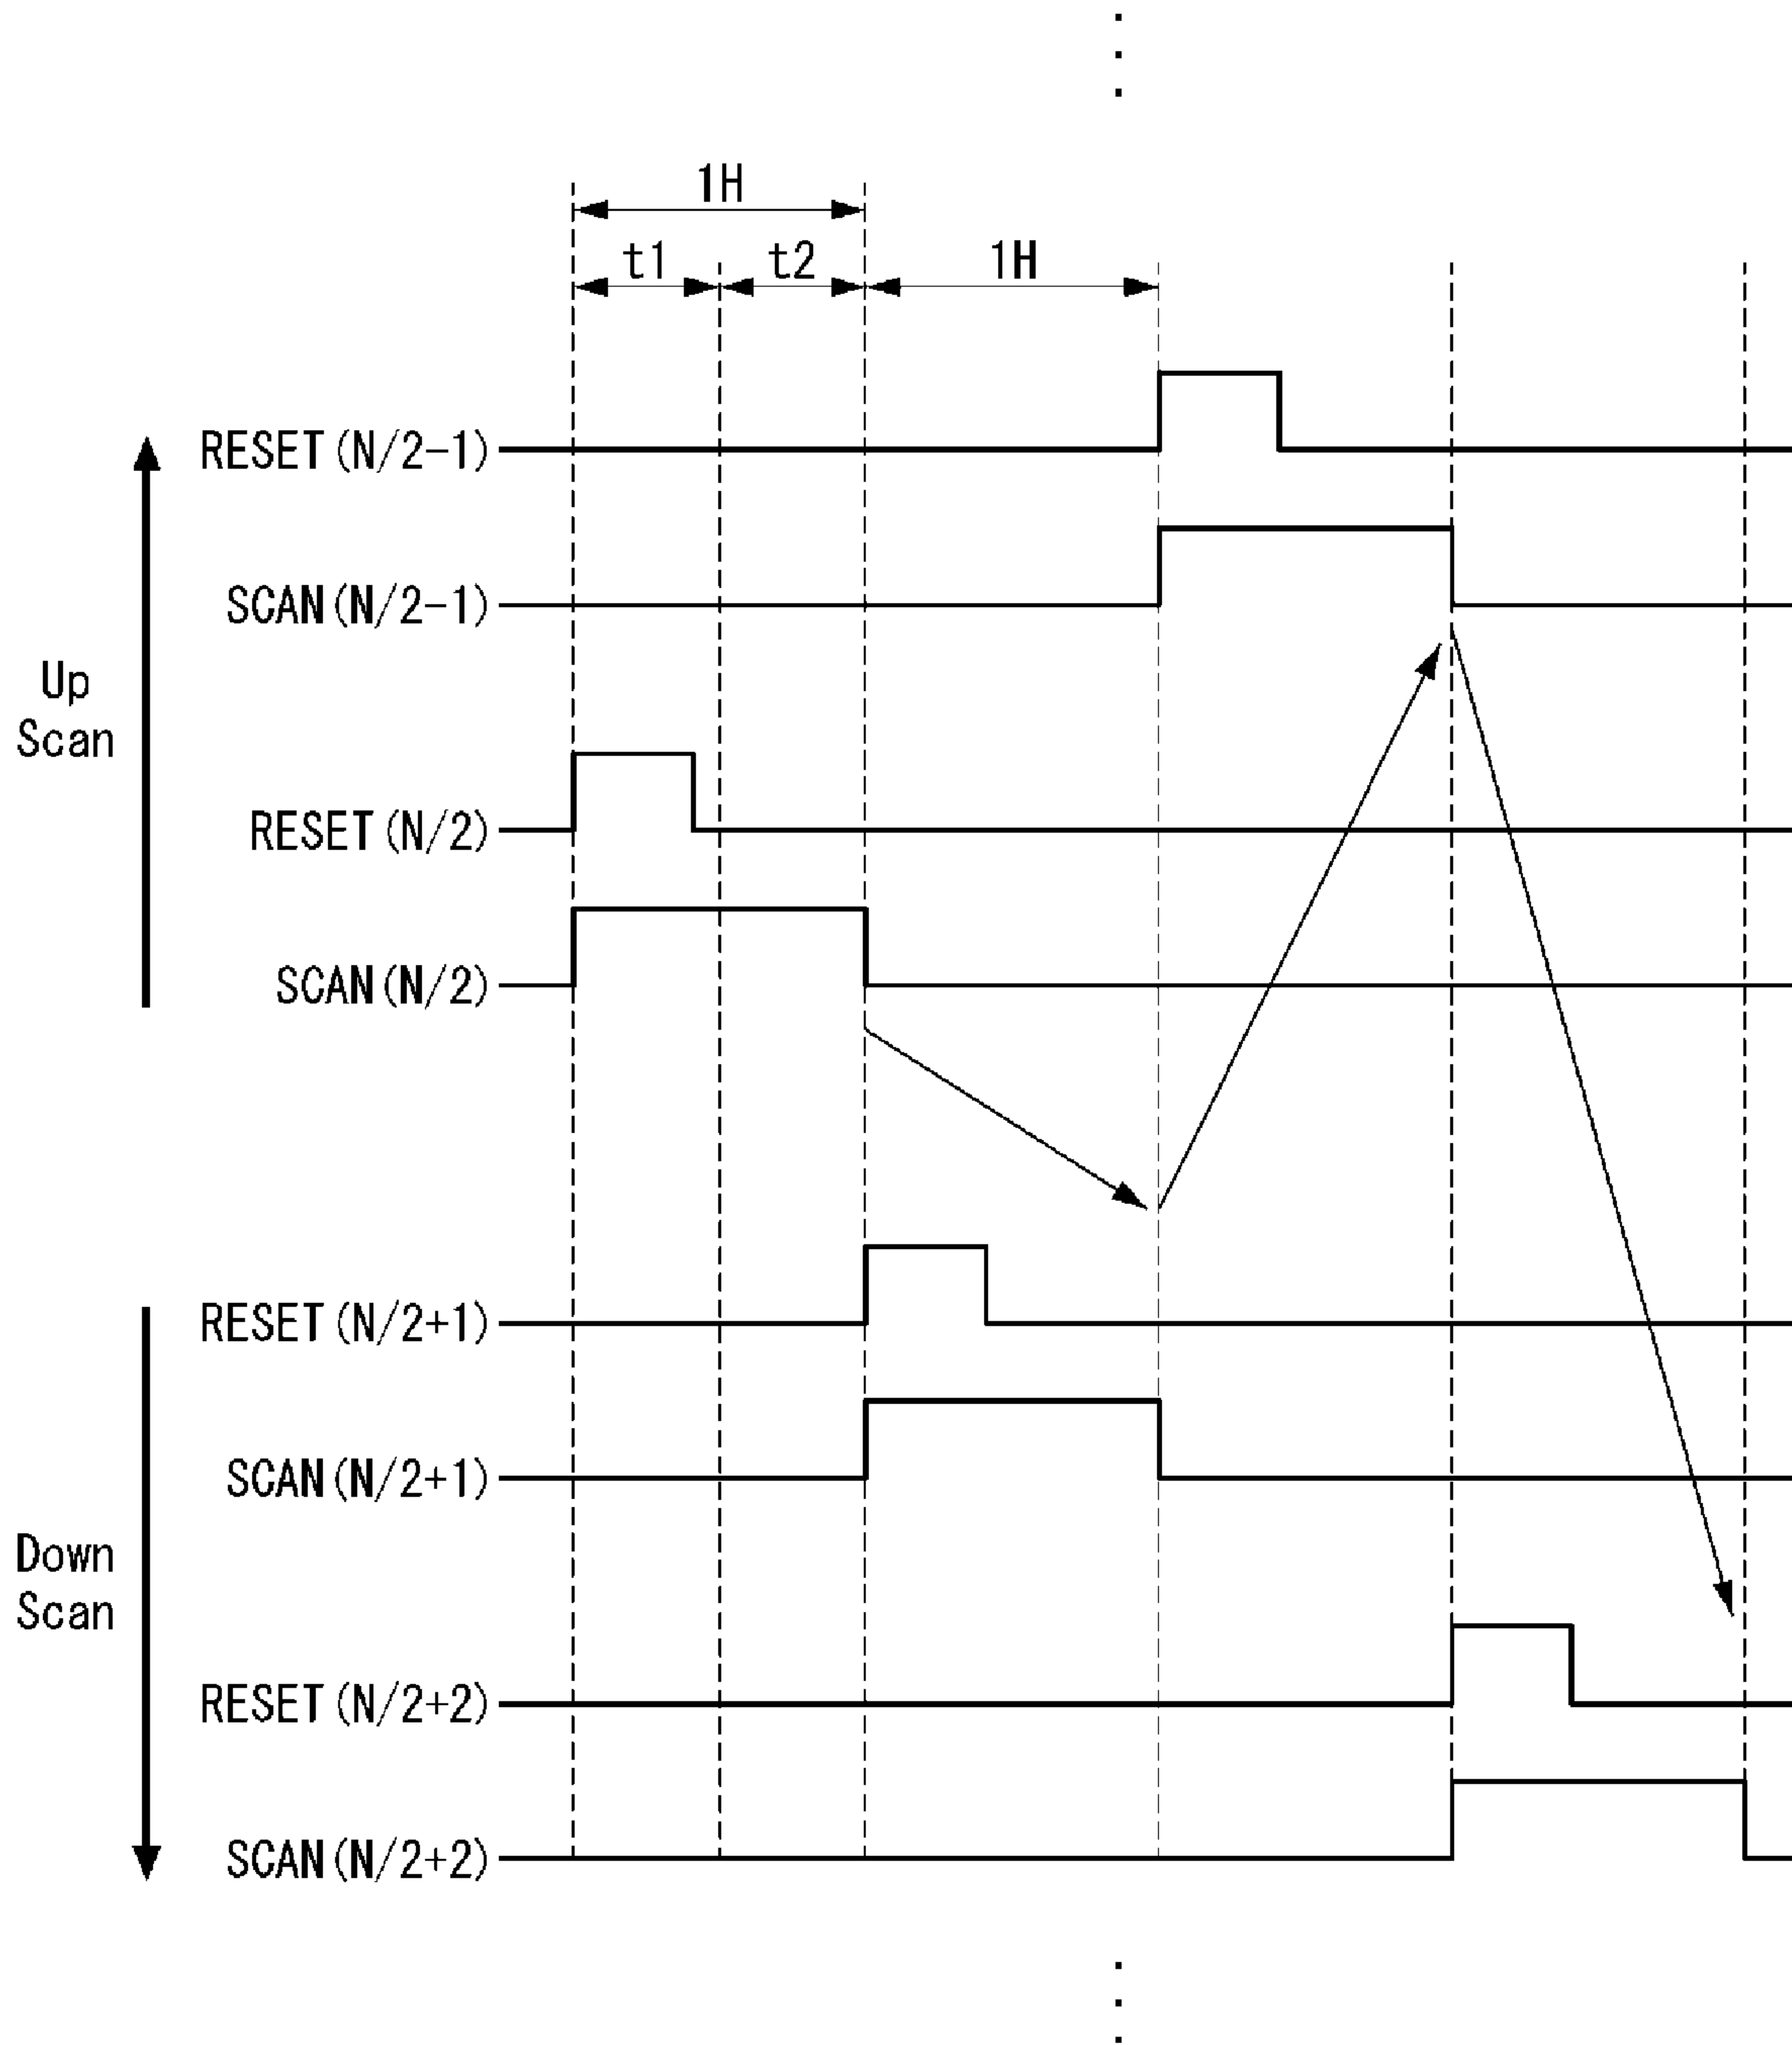 1H
t1 t2 1H
RESET(N/2-1)
SCAN(N/2-1)
Up
Scan
RESET(N/2)
SCAN(N/2)
RESET(N/2+1)
SCAN(N/2+1)
Down
Scan
RESET(N/2+2)
SCAN(N/2+2)